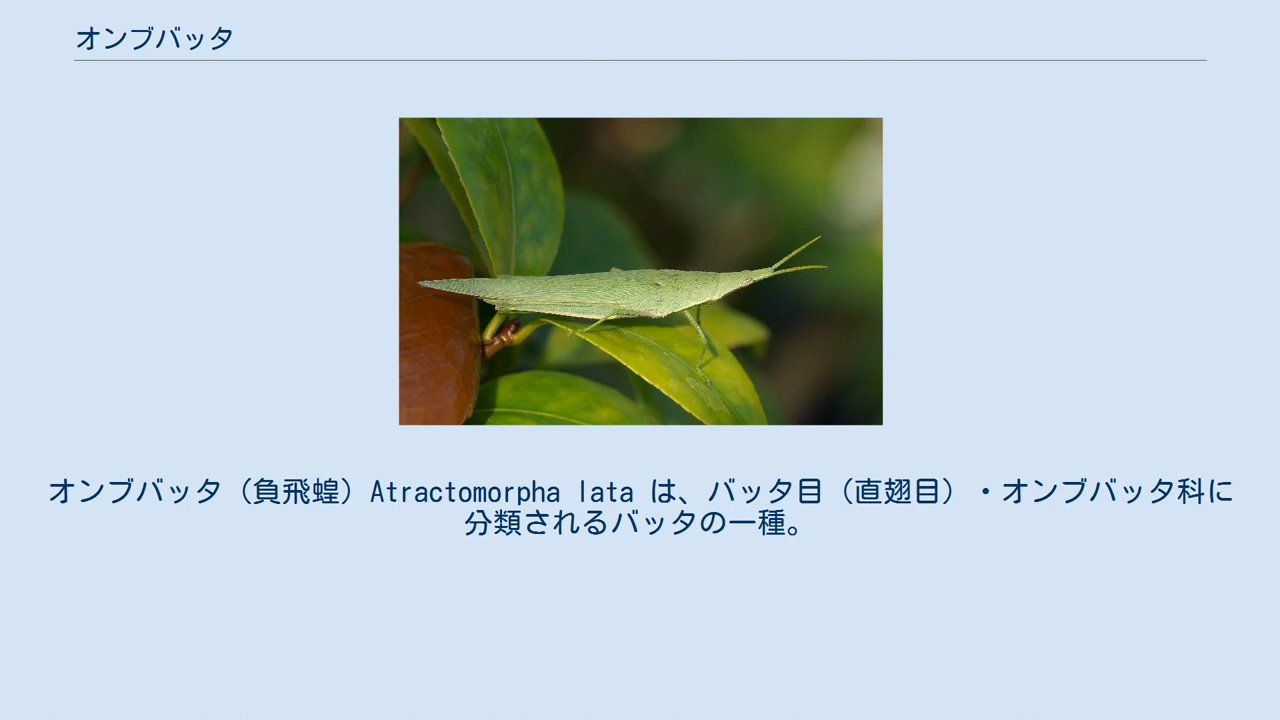 オンブバッタ
オンブバッタ（負飛蝗）Atractomorpha lata は、バッタ目（直翅目）・オンブバッタ科に
分類されるバッタの一種。